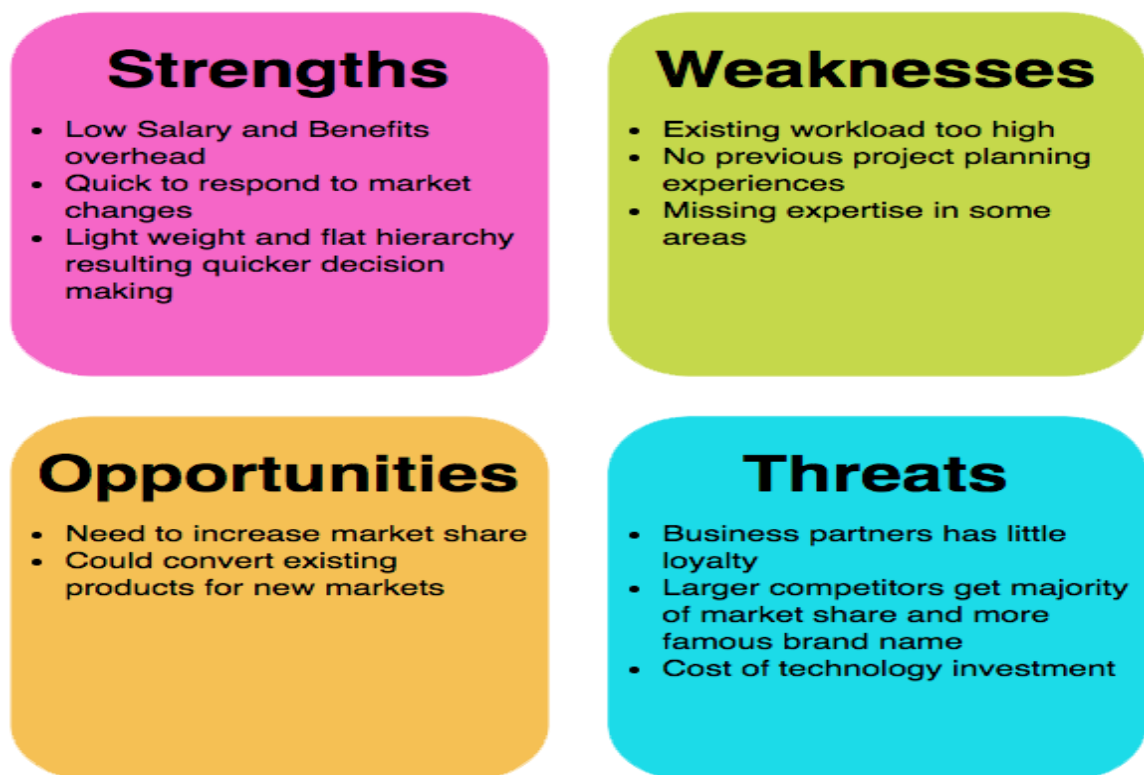 Strengths
• Low Salary and Benefits
overhead
• Quick to respond to market
changes
• Light weight and flat hierarchy
resulting quicker decision
making
Weaknesses
• Existing workload too high
• No previous project planning
experiences
• Missing expertise in some
areas
Opportunities
• Need to increase market share
• Could convert existing
products for new markets
Threats
• Business partners has little
loyalty
• Larger competitors get majority
of market share and more
famous brand name
• Cost of technology investment